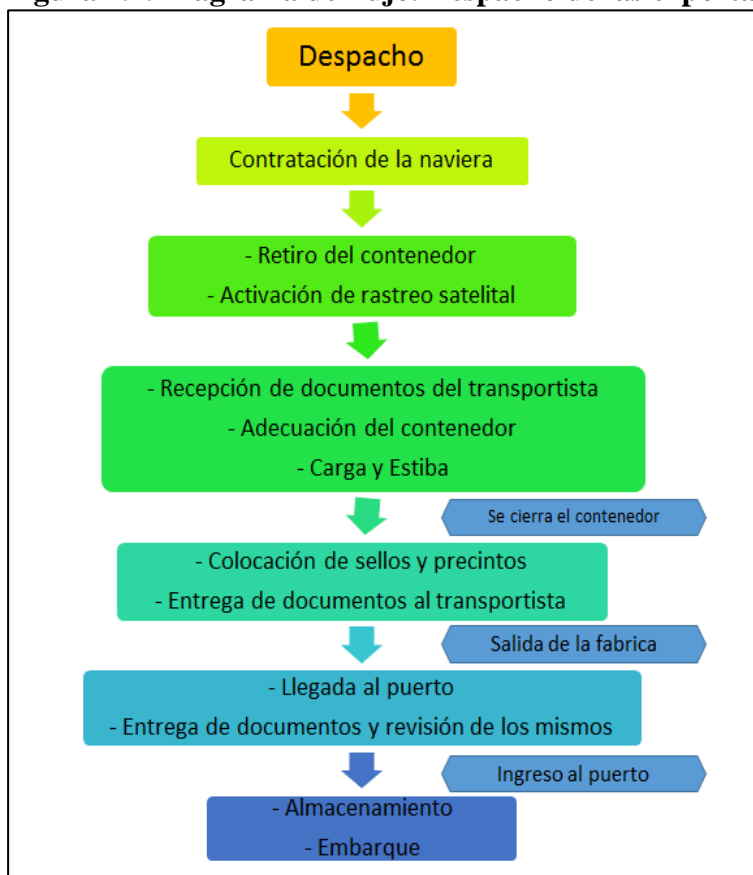 Despacho
Contratación de la naviera
- Retiro del contenedor
- Activación de rastreo satelital
- Recepción de documentos del transportista
- Adecuación del contenedor
- Carga y Estiba
Se cierra el contenedor
- Colocación de sellos y precintos
- Entrega de documentos al transportista
Salida de la fabrica
- Llegada al puerto
- Entrega de documentos y revisión de los mismos
Ingreso al puerto
- Almacenamiento
- Embarque